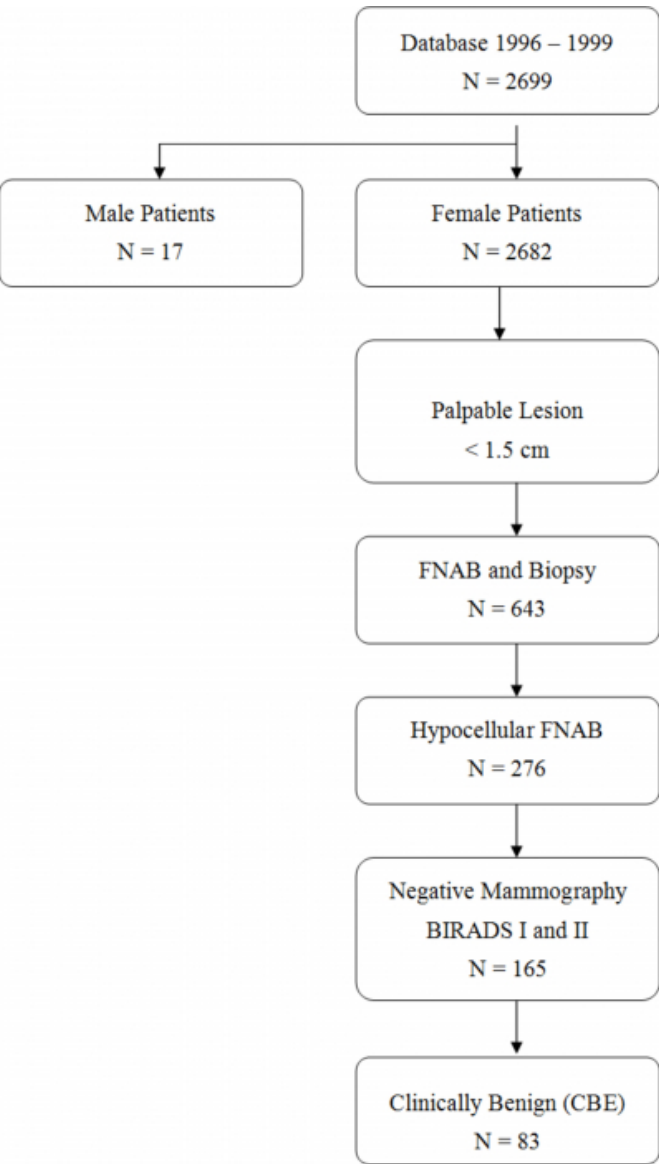 Database 1996 – 1999
N = 2699
Male Patients
N = 17
Female Patients
N = 2682
Palpable Lesion
< 1.5 cm
FNAB and Biopsy
N = 643
Hypocellular FNAB
N = 276
Negative Mammography
BIRADS I and II
N = 165
Clinically Benign (CBE)
N = 83